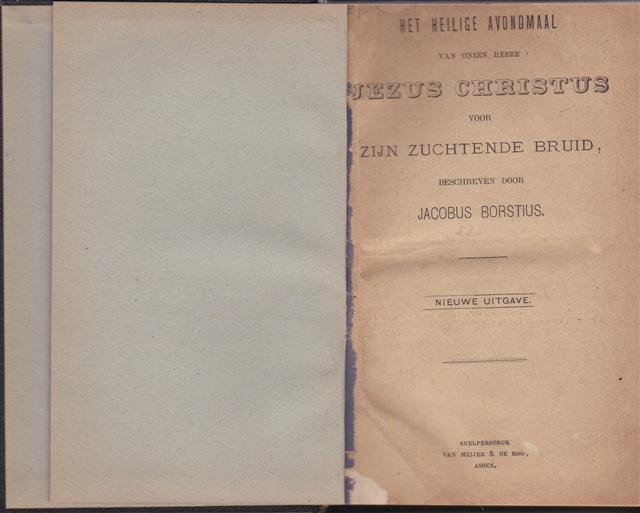 HET HEILIGE AVONDMAAL
VAN ONZEN HEERE
JEZUS CHRISTUS
VOOR
ZIJN ZUCHTENDE BRUID,
BESCHREVEN DOOR
JACOBUS BORSTIUS.
NIEUWE UITGAVE.
SNELPERSDRUK
VAN MEIJER & DE ROO,
ASSEN.